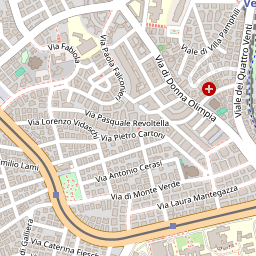 Ve
Via Fabiola
Via Paola Falconieri
Viale di Villa Pamphili
Viale dei Quattro Venti
Via di Donna Olimpia
Via Pasquale Revoltella
Via Lorenzo Vidaschi
Via Pietro Cartoni
milio Lami
Via Antonio Cerasi
Via di Monte Verde
Via Laura Mantegazza
di Galliera
Via Caterina Fiesch